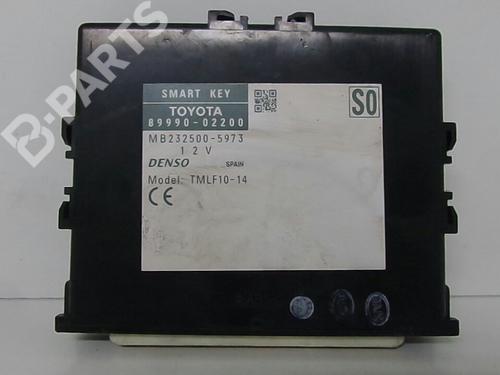 B-PARTS
SMART KEY
TOYOTA
89990-02200
S0
MB232500-5973
12V
DENSO SPAIN
Model: TMLF10-14
CE